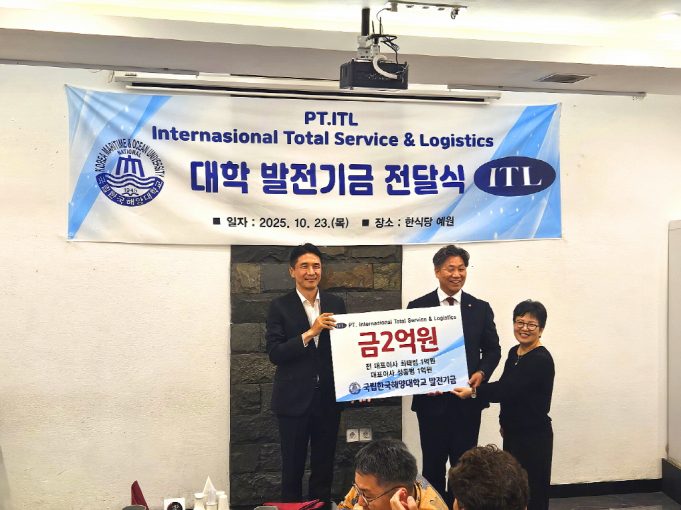 PT.ITL
Internasional Total Service & Logistics
대학 발전기금 전달식
ITL
KOREA MARITIME & OCEAN UNIVERSITY
NATIONAL
1945
국립한국해양대학교
■ 일자 : 2025. 10. 23.(목) ■ 장소 : 한식당 예원
ITL PT. Internasional Total Service & Logistics
금2억원
전 대표이사 최태섭 1억원
대표이사 1억원
국립한국해양대학교 발전기금